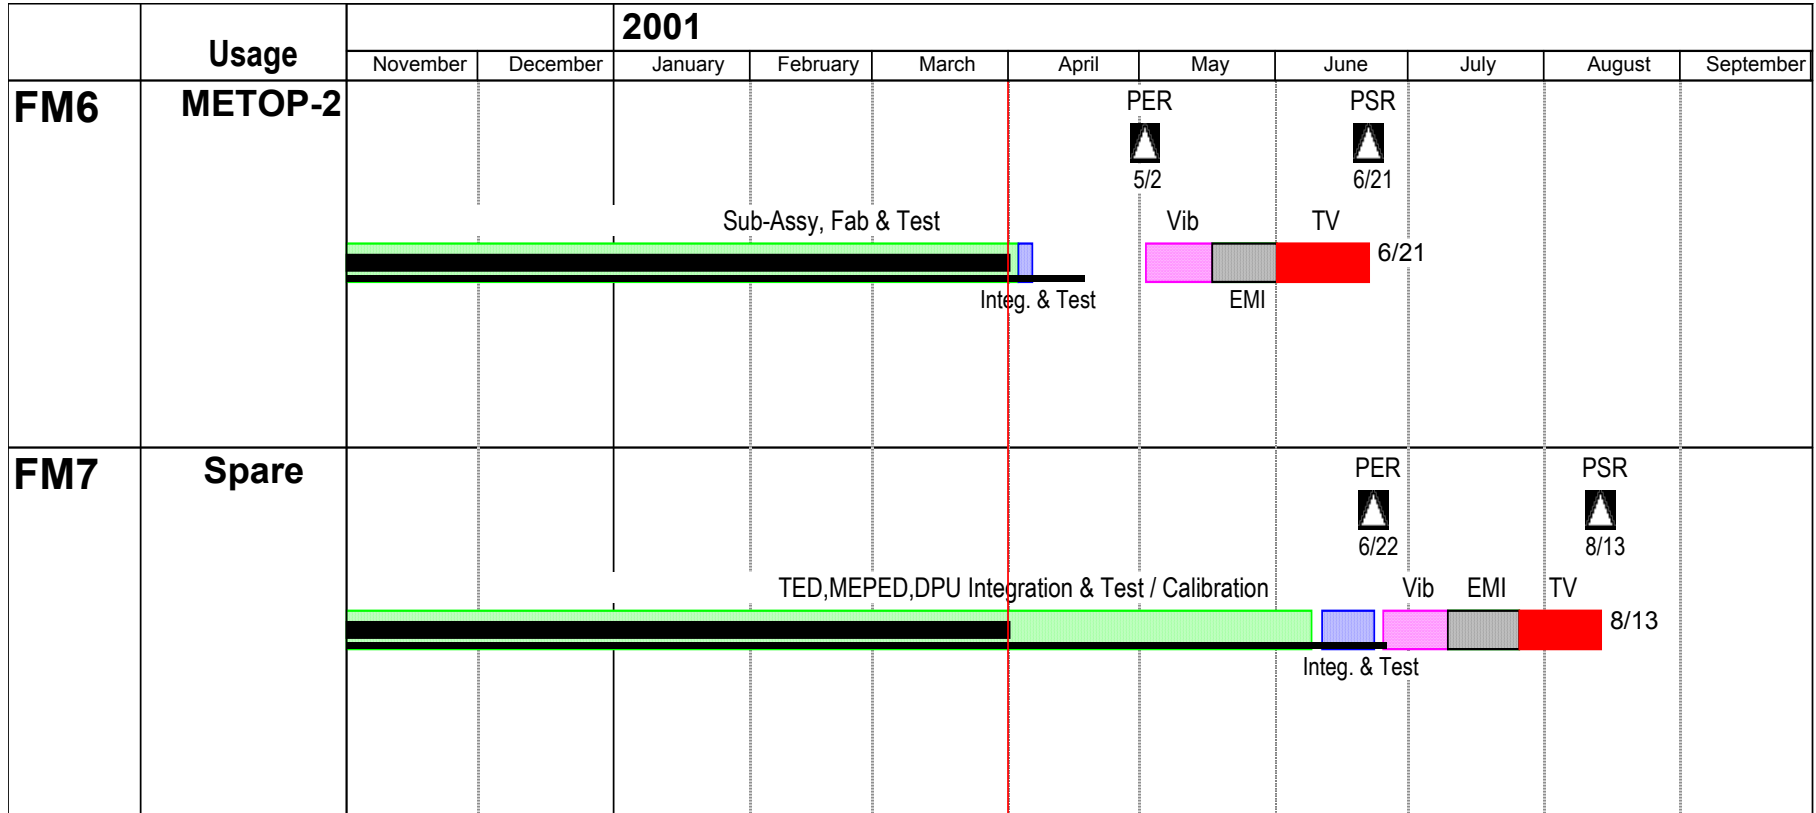 2001
Usage
November December January February March April May June July August September
FM6 METOP-2
PER PSR
5/2 6/21
Sub-Assy, Fab & Test Vib TV
6/21
Integ. & Test EMI
FM7 Spare
PER PSR
6/22 8/13
TED,MEPED,DPU Integration & Test / Calibration Vib EMI TV
8/13
Integ. & Test